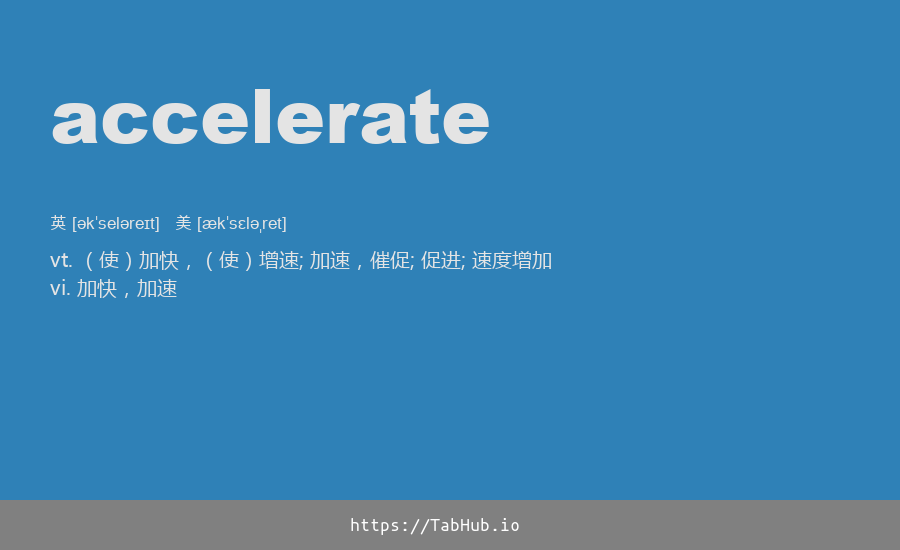 accelerate
英 [əkˈseləreɪt] 美 [ækˈsɛləˌret]
vt. （使）加快，（使）增速; 加速，催促; 促进; 速度增加
vi. 加快，加速
https://TabHub.io